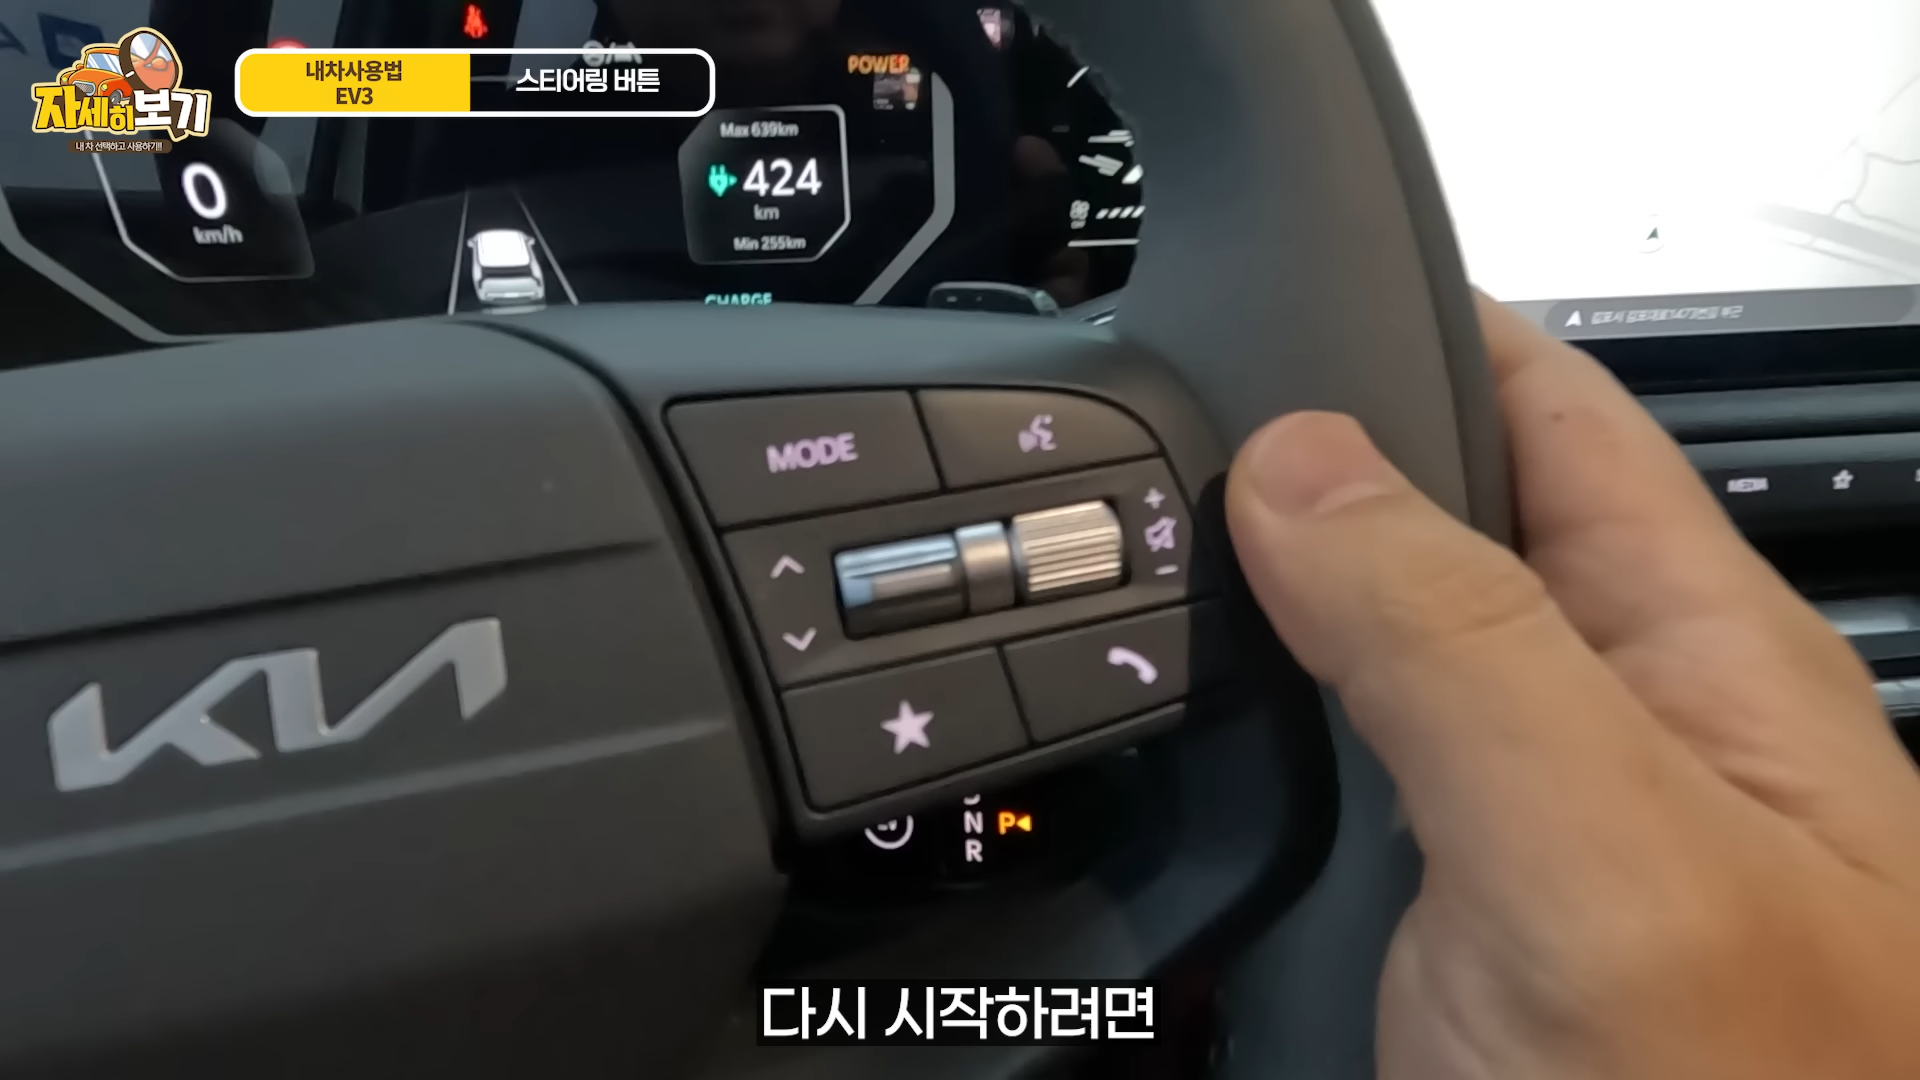 자세히보기
내 차 선택하고 사용하기!!
내차사용법
EV3
스티어링 버튼
POWER
Max 639km
424
km
Min 255km
0
km/h
CHARGE
MODE
+
−
KIA
N
P
R
MEDIA
다시 시작하려면